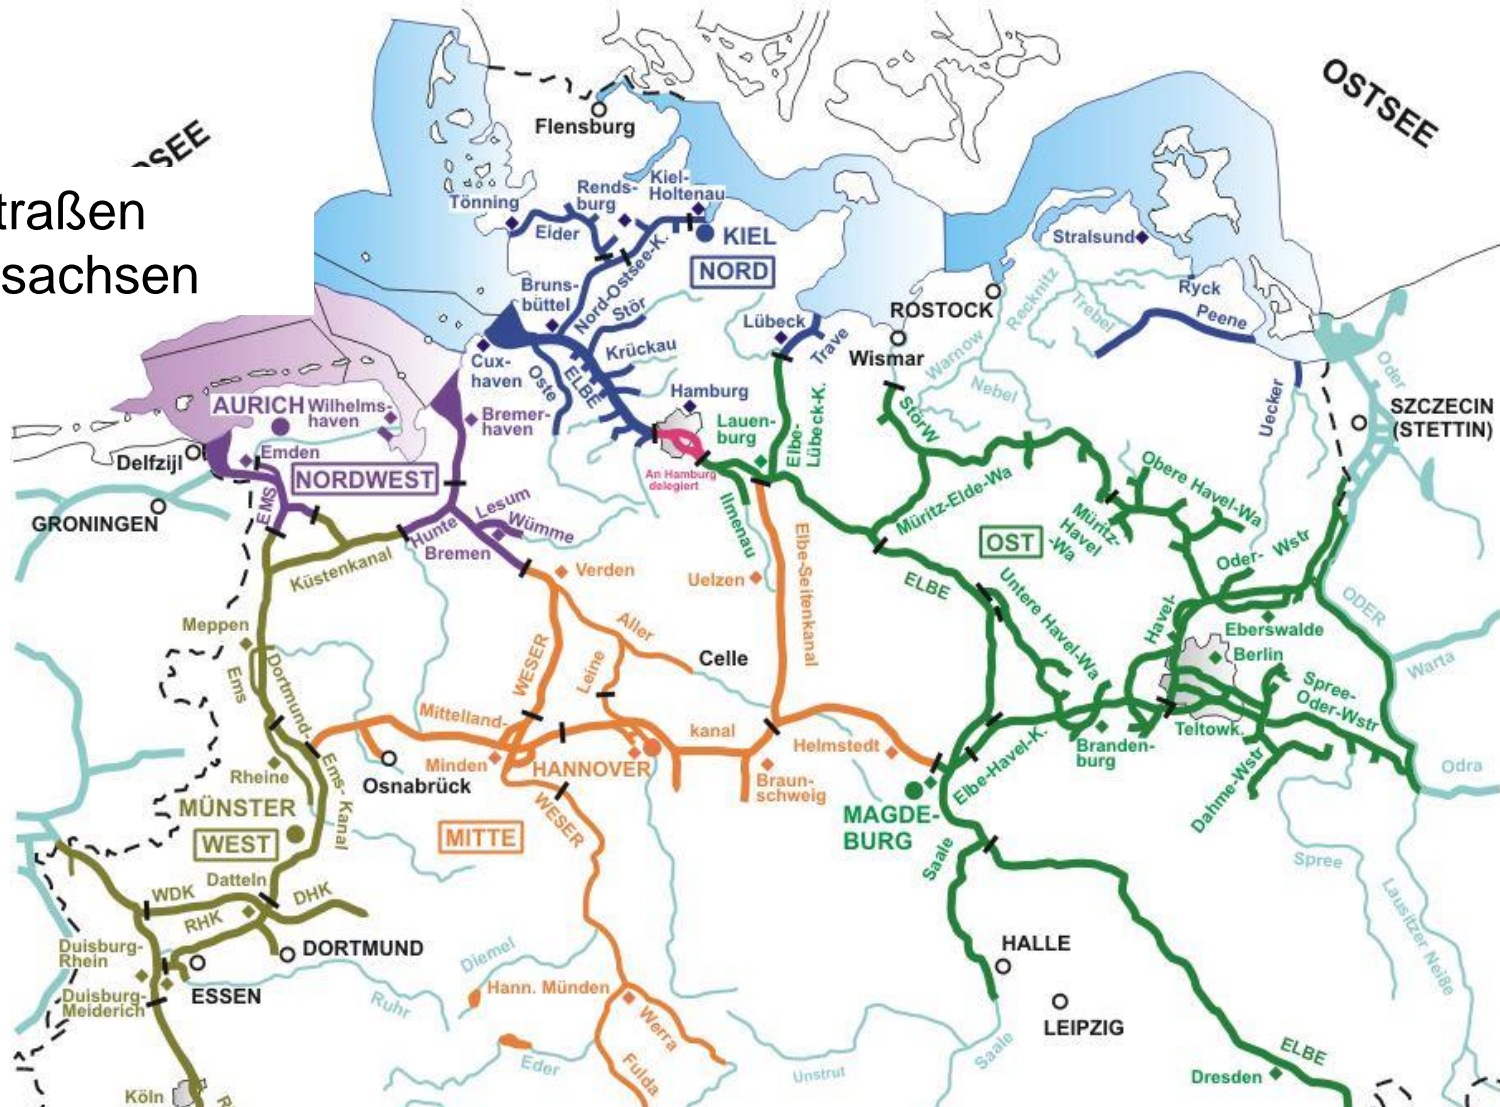 OSTSEE
DSEE
traßen
sachsen
Flensburg
Tönning
Rends-
burg
Kiel-
Holtenau
Eider
KIEL
NORD
Nord-Ostsee-K.
Bruns-
büttel
Stör
Krückau
Cux-
haven
Oste
ELBE
Hamburg
Lübeck
Trave
Stralsund
Ryck
Peene
Recknitz
Trebel
ROSTOCK
Wismar
Warnow
Nebel
Uecker
Oder
SZCZECIN
(STETTIN)
AURICH
Wilhelms-
haven
Bremer-
haven
Delfzijl
Emden
NORDWEST
GRONINGEN
EMS
Hunte
Lesum
Wümme
Bremen
Küstenkanal
An Hamburg
delegiert
Lauen-
burg
Elbe-
Lübeck-K.
Ilmenau
StörW
Müritz-Elde-Wa
Obere Havel-Wa
Müritz-
Havel
-Wa
OST
Oder-
Wstr
Havel-
ODER
Eberswalde
Berlin
Warta
Verden
Uelzen
Elbe-Seitenkanal
ELBE
Untere Havel-Wa
Meppen
Ems
Dortmund-
Ems-Kanal
WESER
Aller
Leine
Celle
Spree-
Oder-Wstr
Teltowk.
Mittelland-
kanal
Helmstedt
Branden-
burg
Rheine
Osnabrück
Minden
HANNOVER
Braun-
schweig
Elbe-Havel-K.
Dahme-Wstr
Odra
MÜNSTER
WEST
MITTE
WESER
MAGDE-
BURG
Saale
Spree
Lausitzer Neiße
Datteln
WDK
DHK
RHK
DORTMUND
Duisburg-
Rhein
Duisburg-
Meiderich
ESSEN
Ruhr
Diemel
Hann. Münden
Werra
Fulda
Eder
HALLE
LEIPZIG
Saale
Unstrut
ELBE
Dresden
Köln
R